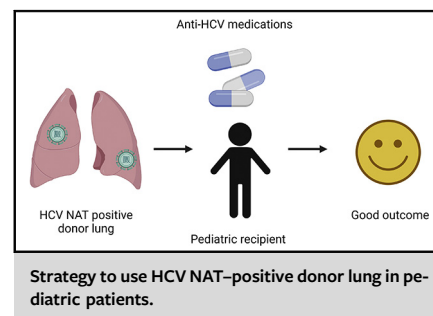 Anti-HCV medications
HCV NAT positive
donor lung
Pediatric recipient
Good outcome
Strategy to use HCV NAT–positive donor lung in pe-
diatric patients.